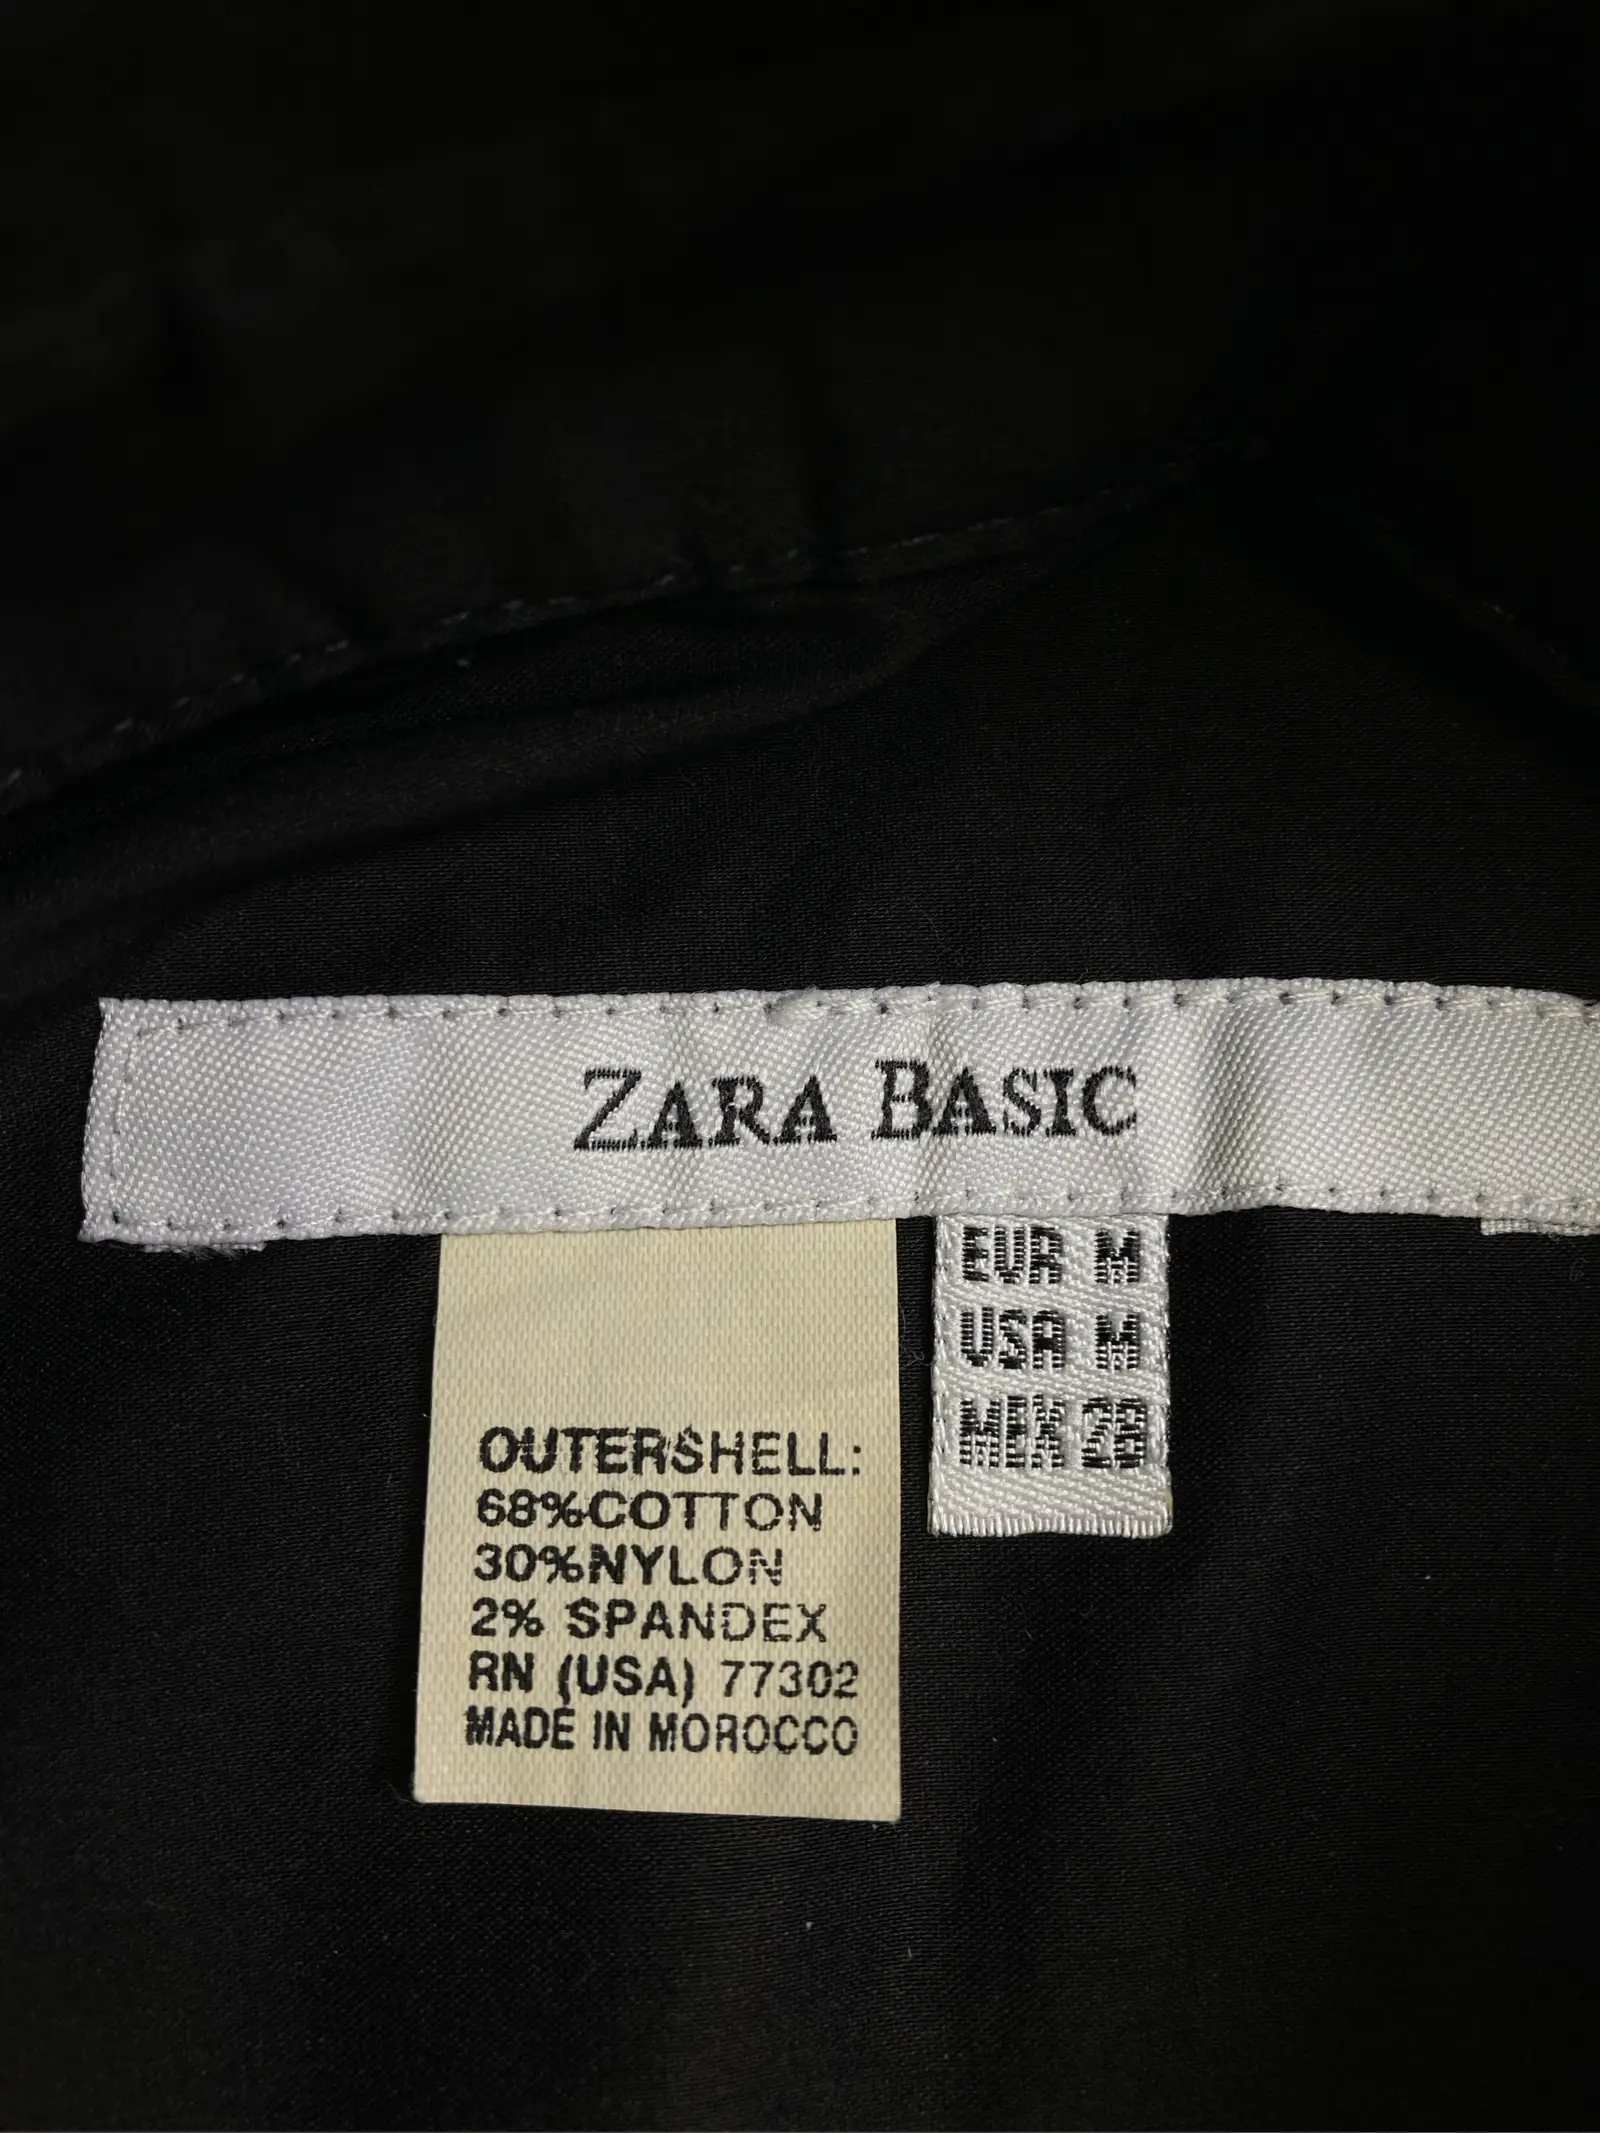 ZARA BASIC
EUR M
USA M
MEX 28
OUTERSHELL:
68%COTTON
30%NYLON
2% SPANDEX
RN (USA) 77302
MADE IN MOROCCO